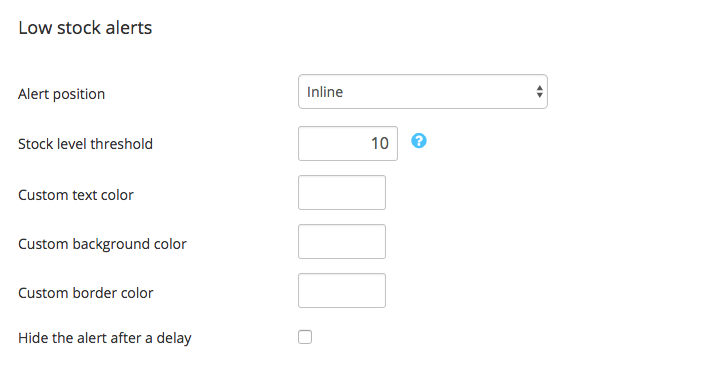 Low stock alerts
Alert position Inline
Stock level threshold 10 ?
Custom text color
Custom background color
Custom border color
Hide the alert after a delay